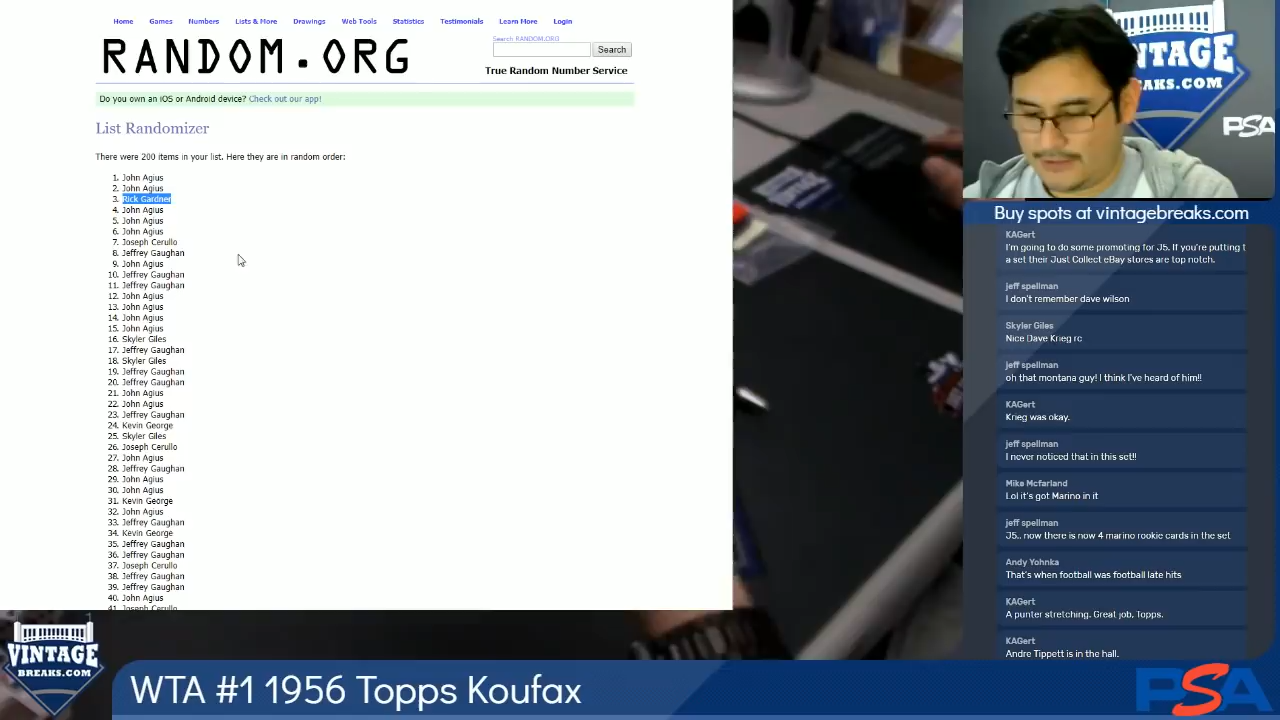 Home Games Numbers Lists & More Drawings Web Tools Statistics Testimonials Learn More Login
RANDOM.ORG
Search RANDOM.ORG
Search
True Random Number Service
Do you own an iOS or Android device? Check out our app!
List Randomizer
There were 200 items in your list. Here they are in random order:
1. John Agius
2. John Agius
3. Rick Gardner
4. John Agius
5. John Agius
6. John Agius
7. Joseph Cerullo
8. Jeffrey Gaughan
9. John Agius
10. Jeffrey Gaughan
11. Jeffrey Gaughan
12. John Agius
13. John Agius
14. John Agius
15. John Agius
16. Skyler Giles
17. Jeffrey Gaughan
18. Skyler Giles
19. Jeffrey Gaughan
20. Jeffrey Gaughan
21. John Agius
22. John Agius
23. Jeffrey Gaughan
24. Kevin George
25. Skyler Giles
26. Joseph Cerullo
27. John Agius
28. Jeffrey Gaughan
29. John Agius
30. John Agius
31. Kevin George
32. John Agius
33. Jeffrey Gaughan
34. Kevin George
35. Jeffrey Gaughan
36. Jeffrey Gaughan
37. Joseph Cerullo
38. Jeffrey Gaughan
39. Jeffrey Gaughan
40. John Agius
41. Joseph Cerullo
VINTAGE
BREAKS.COM
PSA
Buy spots at vintagebreaks.com
KAGert
I'm going to do some promoting for J5. If you're putting t
a set their Just Collect eBay stores are top notch.
jeff spellman
I don't remember dave wilson
Skyler Giles
Nice Dave Krieg rc
jeff spellman
oh that montana guy! I think I've heard of him!!
KAGert
Krieg was okay.
jeff spellman
I never noticed that in this set!!
Mike Mcfarland
Lol it's got Marino in it
jeff spellman
J5.. now there is now 4 marino rookie cards in the set
Andy Yohnka
That's when football was football late hits
KAGert
A punter stretching. Great job, Topps.
KAGert
Andre Tippett is in the hall.
VINTAGE
BREAKS.COM
WTA #1 1956 Topps Koufax
PSA